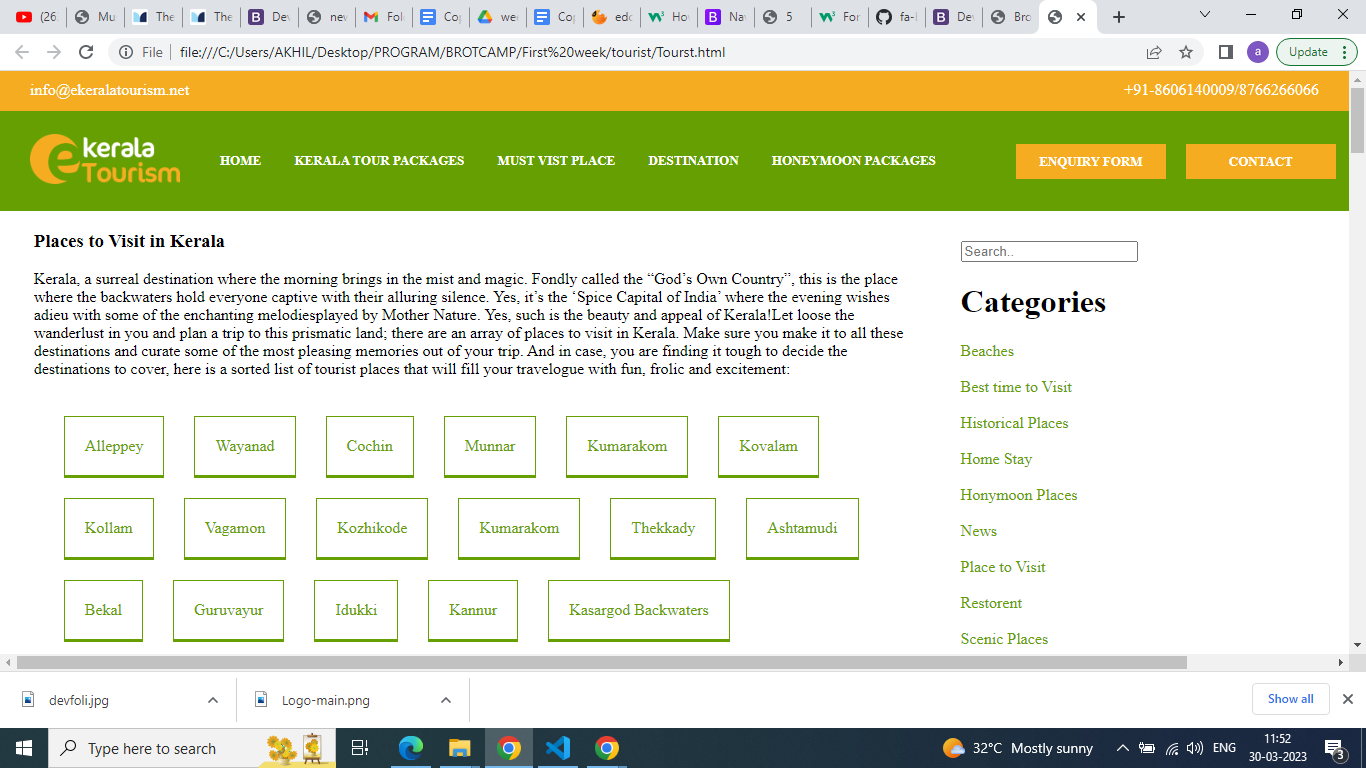 (26
Mu
The
The
Dev
new
Fol
Cop
wee
Cop
edc
Hov
Nav
5
For
fa-l
Dev
Bro
File
file:///C:/Users/AKHIL/Desktop/PROGRAM/BROTCAMP/First%20week/tourist/Tourst.html
a
Update
info@ekeralatourism.net
+91-8606140009/8766266066
e kerala
Tourism
HOME
KERALA TOUR PACKAGES
MUST VIST PLACE
DESTINATION
HONEYMOON PACKAGES
ENQUIRY FORM
CONTACT
Places to Visit in Kerala
Kerala, a surreal destination where the morning brings in the mist and magic. Fondly called the “God’s Own Country”, this is the place
where the backwaters hold everyone captive with their alluring silence. Yes, it’s the ‘Spice Capital of India’ where the evening wishes
adieu with some of the enchanting melodiesplayed by Mother Nature. Yes, such is the beauty and appeal of Kerala!Let loose the
wanderlust in you and plan a trip to this prismatic land; there are an array of places to visit in Kerala. Make sure you make it to all these
destinations and curate some of the most pleasing memories out of your trip. And in case, you are finding it tough to decide the
destinations to cover, here is a sorted list of tourist places that will fill your travelogue with fun, frolic and excitement:
Alleppey
Wayanad
Cochin
Munnar
Kumarakom
Kovalam
Kollam
Vagamon
Kozhikode
Kumarakom
Thekkady
Ashtamudi
Bekal
Guruvayur
Idukki
Kannur
Kasargod Backwaters
Search..
Categories
Beaches
Best time to Visit
Historical Places
Home Stay
Honymoon Places
News
Place to Visit
Restorent
Scenic Places
devfoli.jpg
Logo-main.png
Show all
Type here to search
32°C Mostly sunny
ENG
11:52
30-03-2023
3